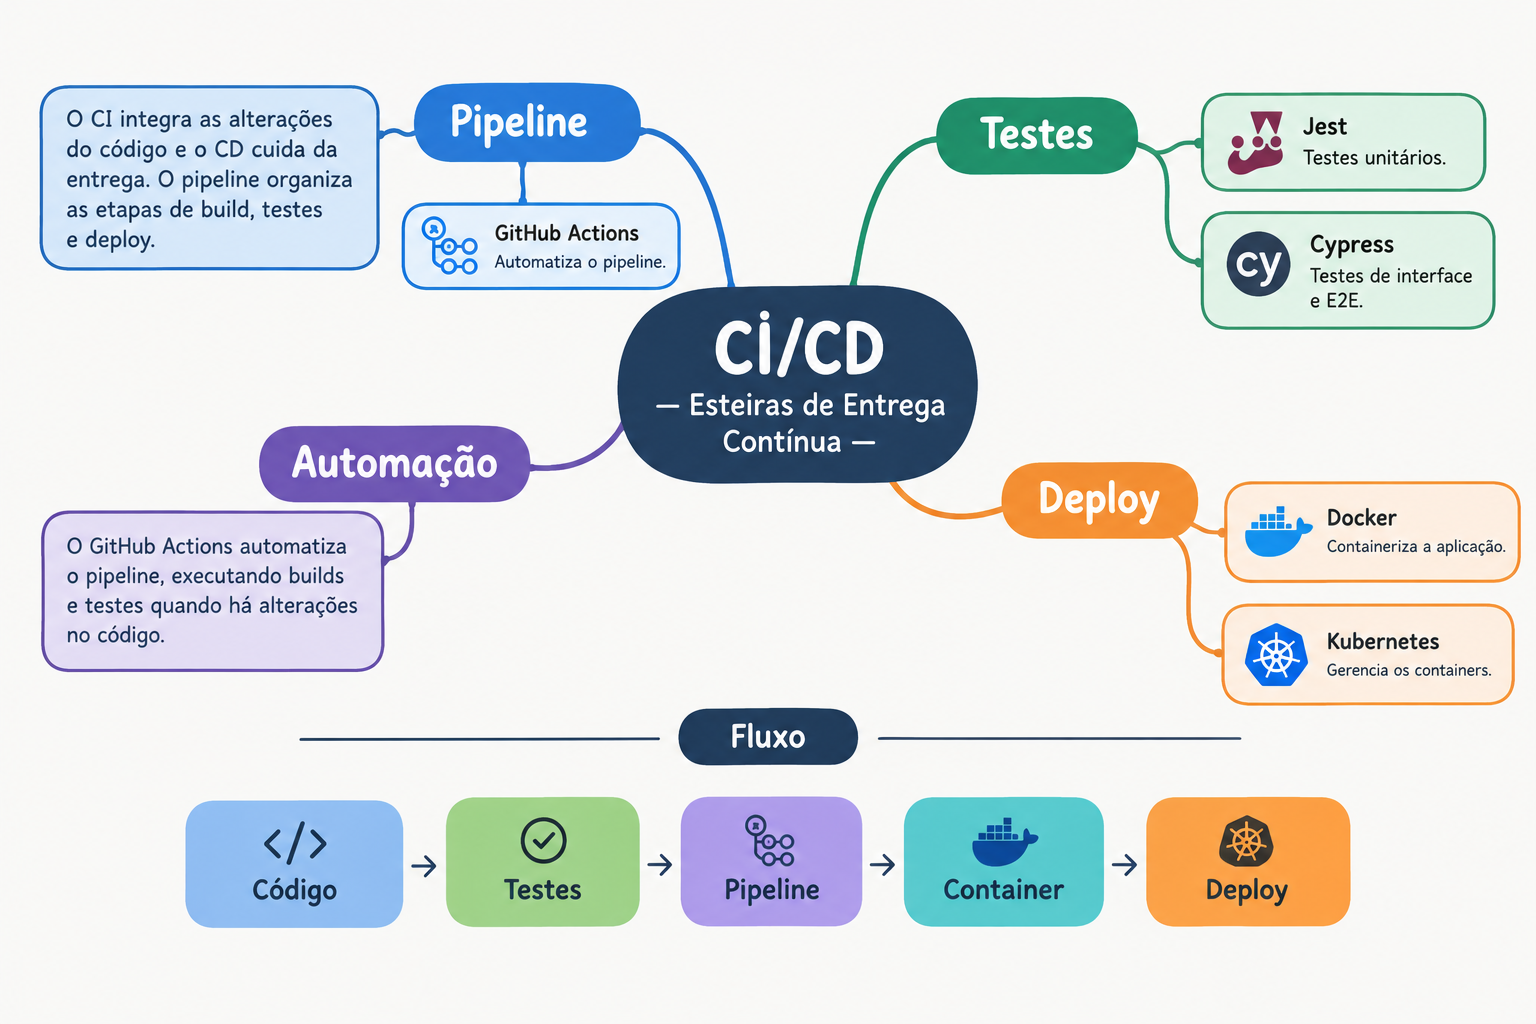 O CI integra as alterações
do código e o CD cuida da
entrega. O pipeline organiza
as etapas de build, testes
e deploy.
Pipeline
GitHub Actions
Automatiza o pipeline.
Testes
Jest
Testes unitários.
cy
Cypress
Testes de interface
e E2E.
Cİ/CD
— Esteiras de Entrega
Contínua —
Automação
O GitHub Actions automatiza
o pipeline, executando builds
e testes quando há alterações
no código.
Deploy
Docker
Containeriza a aplicação.
Kubernetes
Gerencia os containers.
Fluxo
</> 
Código
Testes
Pipeline
Container
Deploy